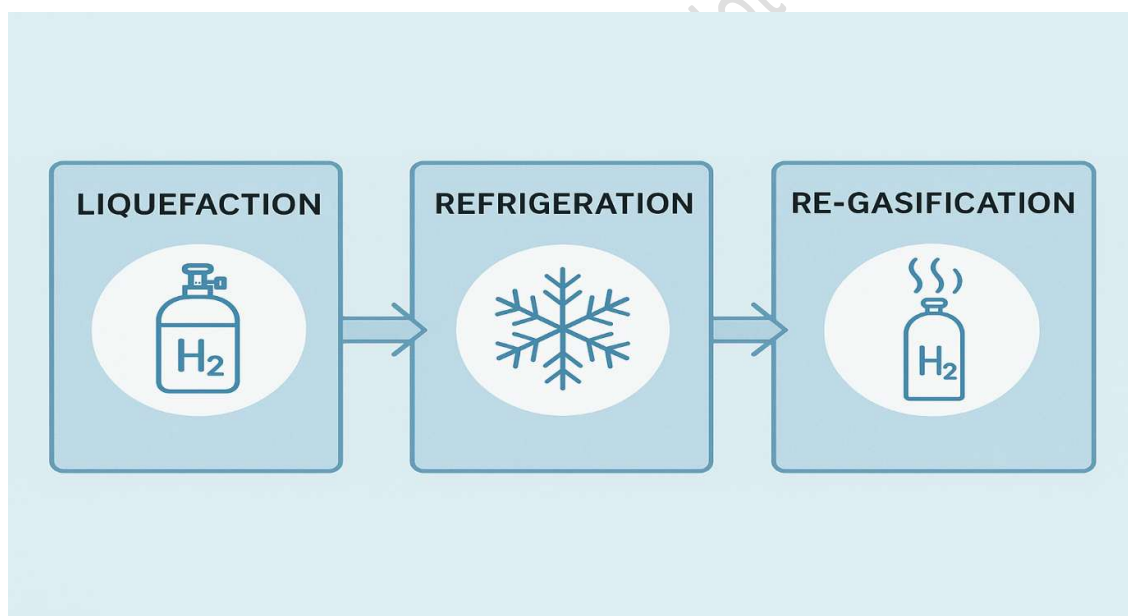 LIQUEFACTION
REFRIGERATION
RE-GASIFICATION
H₂
H₂